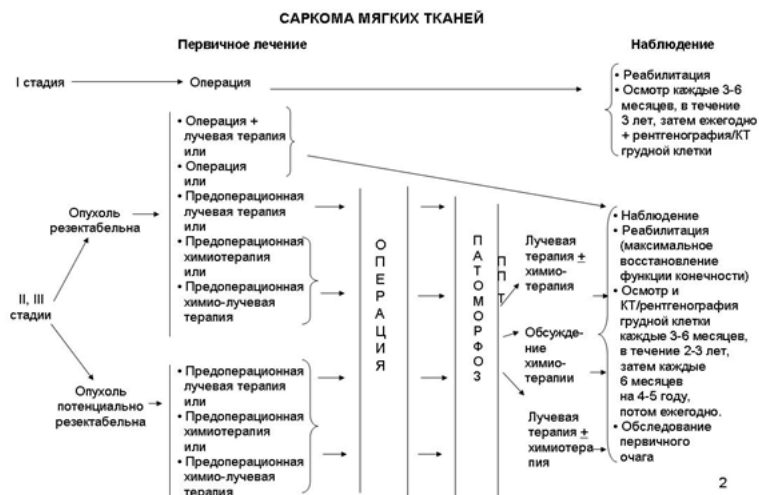 САРКОМА МЯГКИХ ТКАНЕЙ
Первичное лечение
Наблюдение
I стадия
Операция
• Реабилитация
• Осмотр каждые 3-6
месяцев, в течение
3 лет, затем ежегодно
+ рентгенография/КТ
грудной клетки
II, III
стадии
Опухоль
резектабельна
• Операция +
лучевая терапия
или
• Операция
или
• Предоперационная
лучевая терапия
или
• Предоперационная
химиотерапия
или
• Предоперационная
химио-лучевая
терапия
Опухоль
потенциально
резектабельна
• Предоперационная
лучевая терапия
или
• Предоперационная
химиотерапия
или
• Предоперационная
химио-лучевая
терапия
ОПЕРАЦИЯ
ПАТОМОРФОЗ
Лучевая
терапия ±
химио-
терапия
Обсужде-
ние
химио-
терапии
Лучевая
терапия ±
химиотера
пия
• Наблюдение
• Реабилитация
(максимальное
восстановление
функции конечности)
• Осмотр и
КТ/рентгенография
грудной клетки
каждые 3-6 месяцев,
в течение 2-3 лет,
затем каждые
6 месяцев
на 4-5 году,
потом ежегодно.
• Обследование
первичного
очага
2